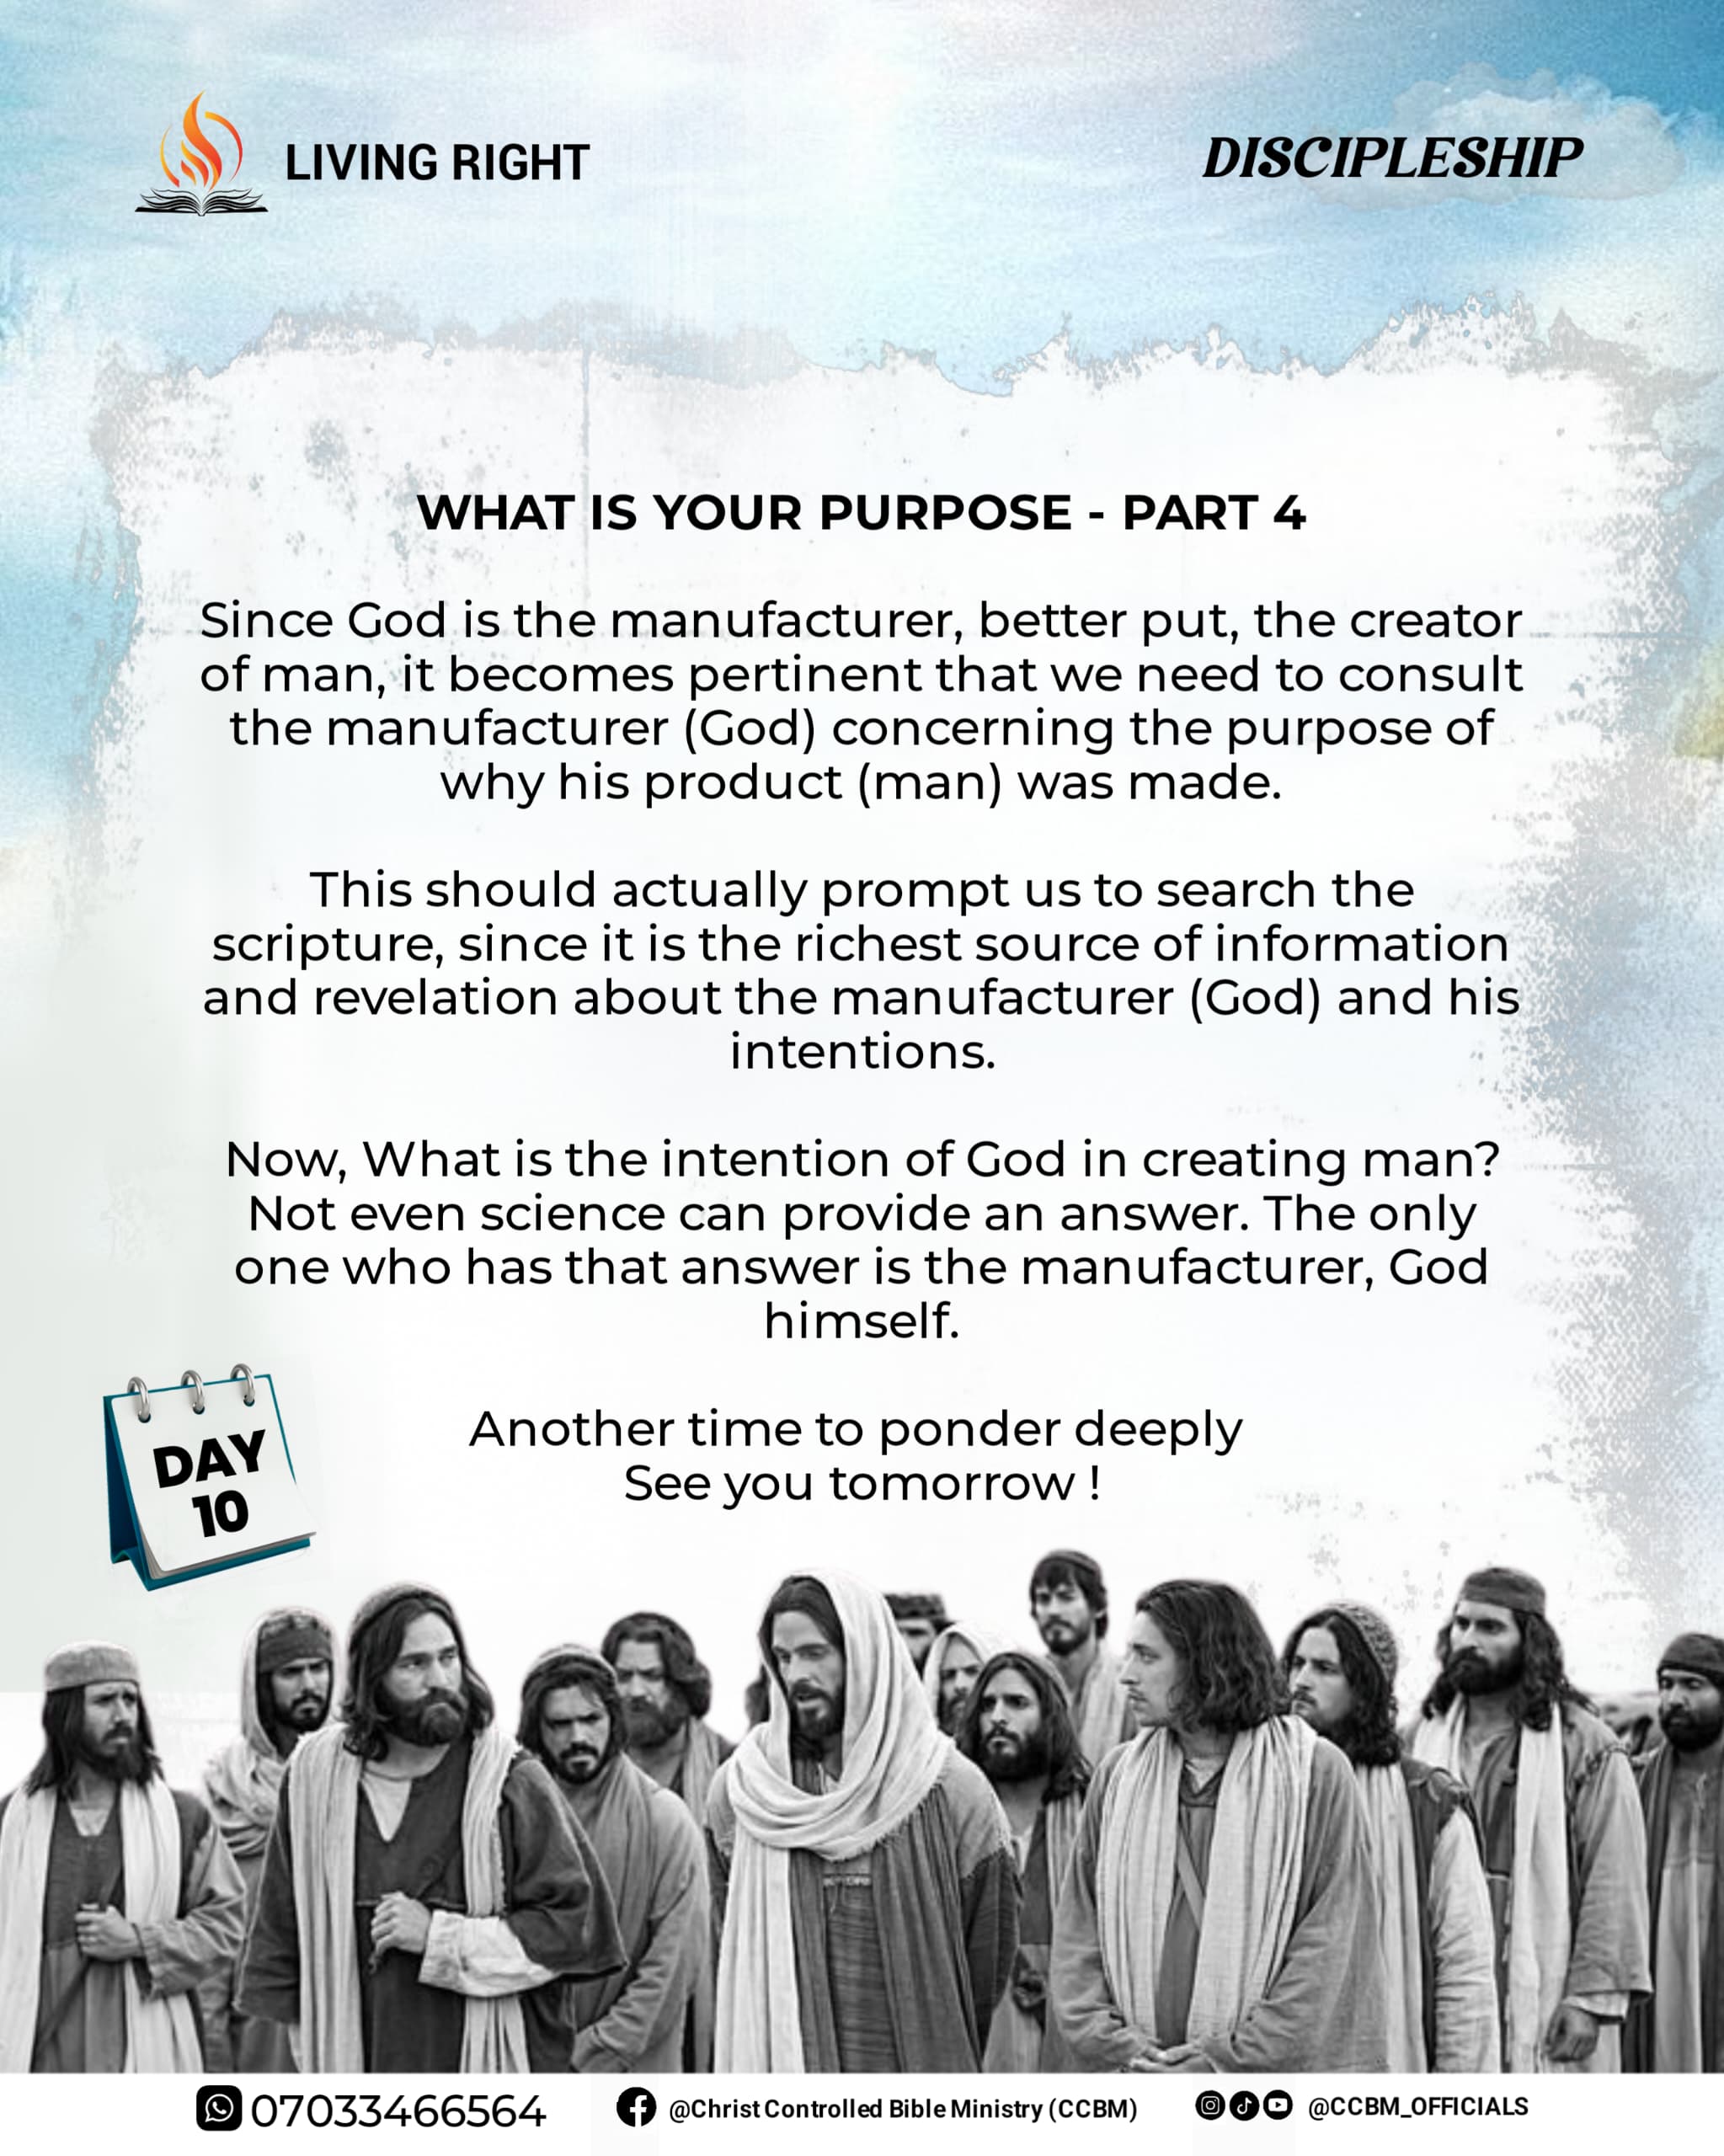 LIVING RIGHT
DISCIPLESHIP
WHAT IS YOUR PURPOSE - PART 4
Since God is the manufacturer, better put, the creator
of man, it becomes pertinent that we need to consult
the manufacturer (God) concerning the purpose of
why his product (man) was made.
This should actually prompt us to search the
scripture, since it is the richest source of information
and revelation about the manufacturer (God) and his
intentions.
Now, What is the intention of God in creating man?
Not even science can provide an answer. The only
one who has that answer is the manufacturer, God
himself.
Another time to ponder deeply
See you tomorrow !
DAY
10
07033466564
@Christ Controlled Bible Ministry (CCBM)
@CCBM_OFFICIALS